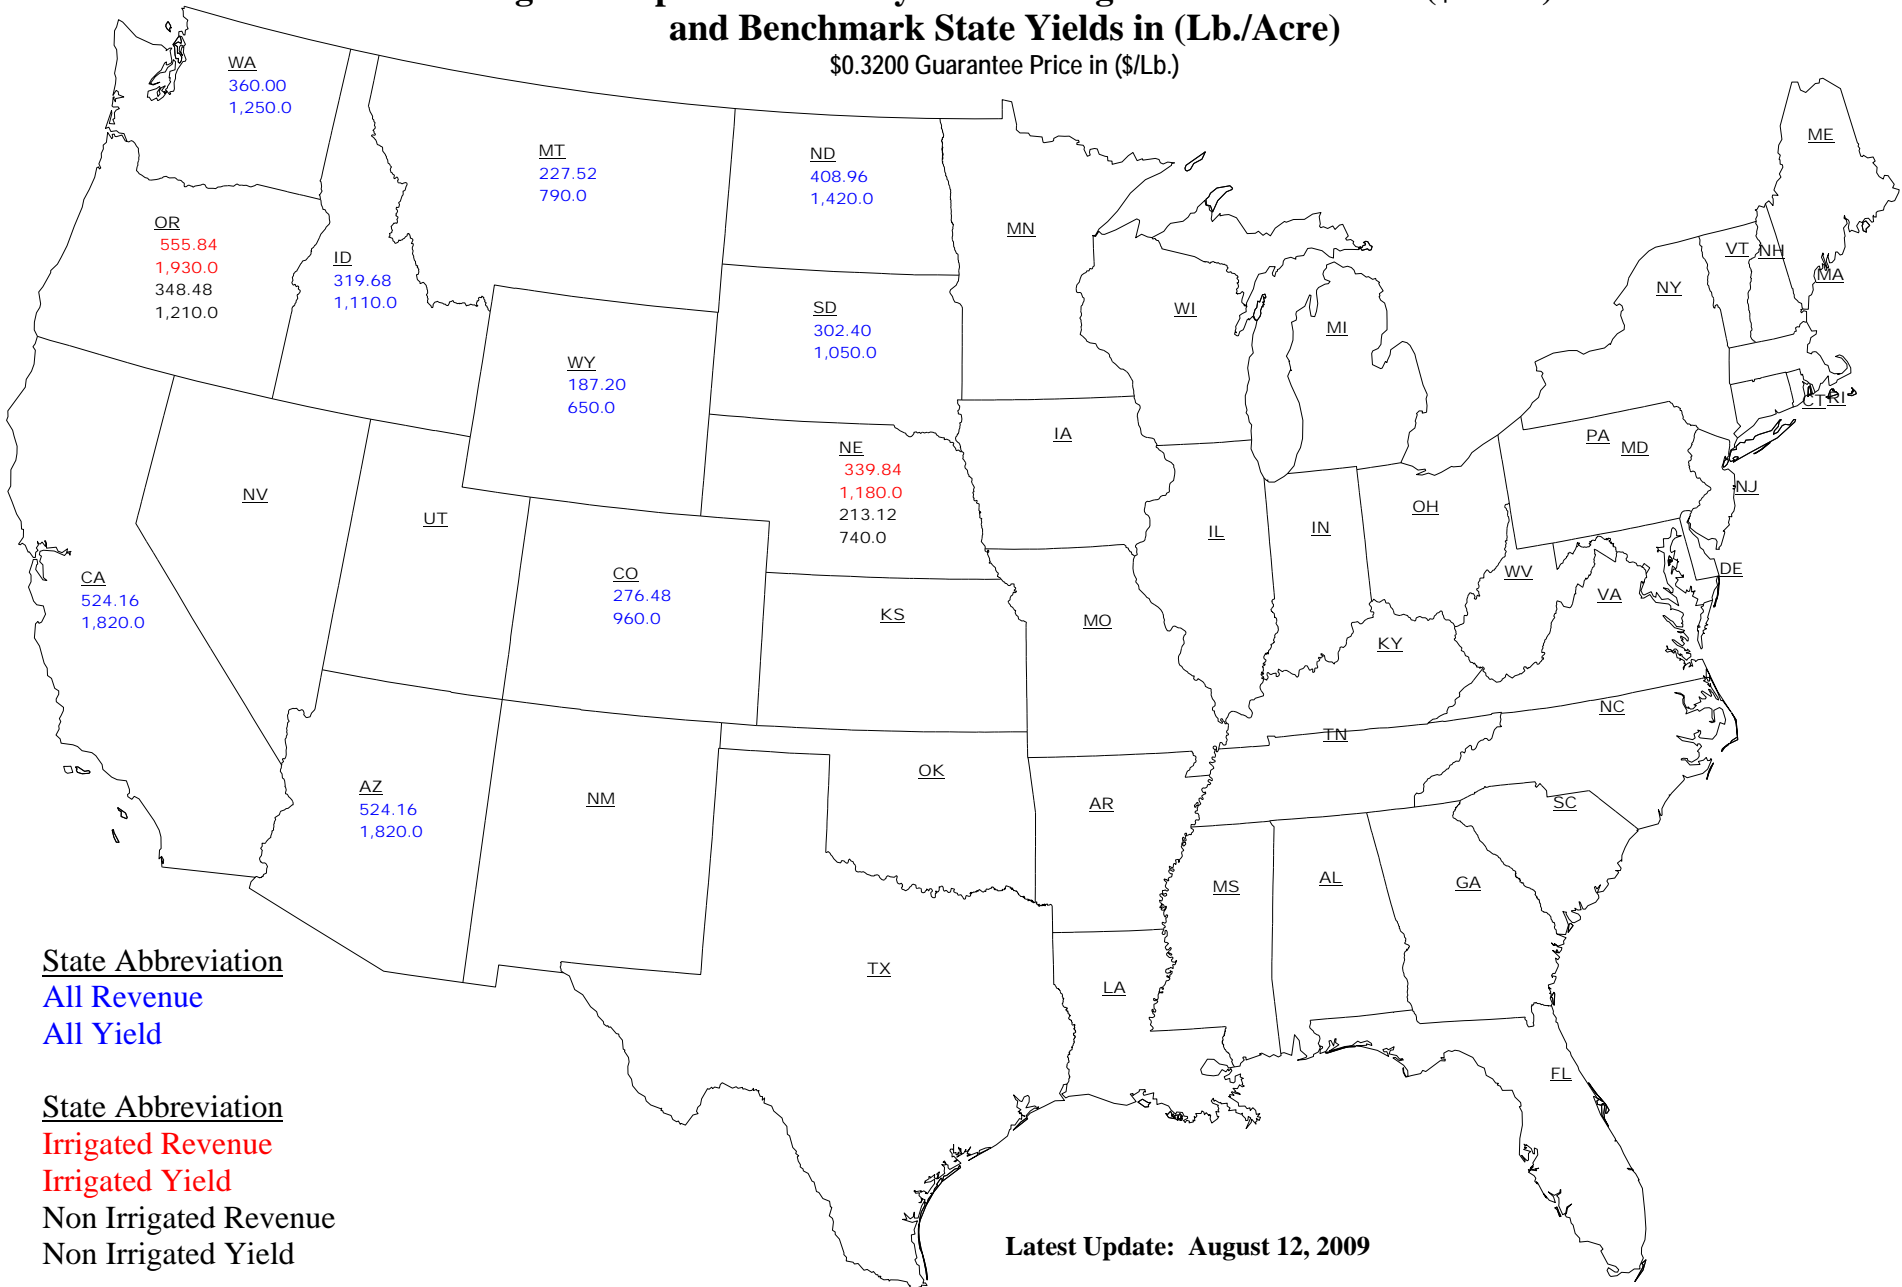 and Benchmark State Yields in (Lb./Acre)
$0.3200 Guarantee Price in ($/Lb.)
WA
360.00
1,250.0
MT
227.52
790.0
ND
408.96
1,420.0
MN
ME
OR
555.84
1,930.0
348.48
1,210.0
ID
319.68
1,110.0
SD
302.40
1,050.0
WI
MI
NY
VT
NH
MA
WY
187.20
650.0
NE
339.84
1,180.0
213.12
740.0
IA
PA
MD
CT
RI
NJ
NV
UT
CO
276.48
960.0
KS
MO
IL
IN
OH
WV
VA
DE
KY
CA
524.16
1,820.0
AZ
524.16
1,820.0
NM
OK
AR
TN
NC
SC
MS
AL
GA
TX
LA
FL
State Abbreviation
All Revenue
All Yield
State Abbreviation
Irrigated Revenue
Irrigated Yield
Non Irrigated Revenue
Non Irrigated Yield
Latest Update: August 12, 2009